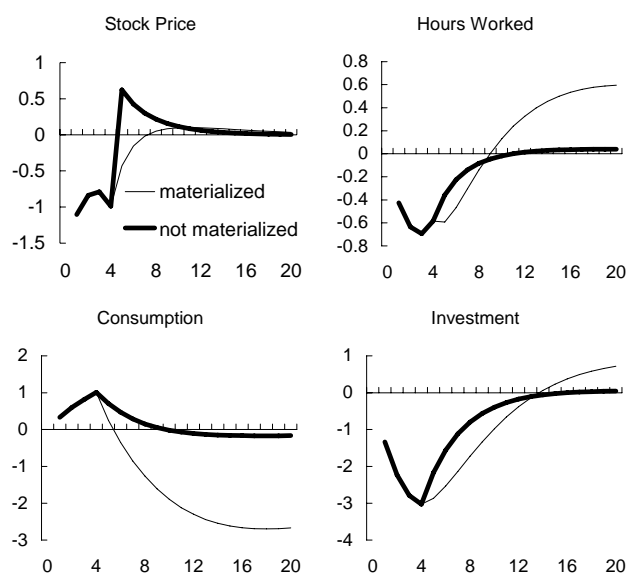 Stock Price
1
0.5
0
-0.5
-1
-1.5
materialized
not materialized
0 4 8 12 16 20
Hours Worked
0.8
0.6
0.4
0.2
0.0
-0.2
-0.4
-0.6
-0.8
0 4 8 12 16 20
Consumption
2
1
0
-1
-2
-3
0 4 8 12 16 20
Investment
1
0
-1
-2
-3
-4
0 4 8 12 16 20